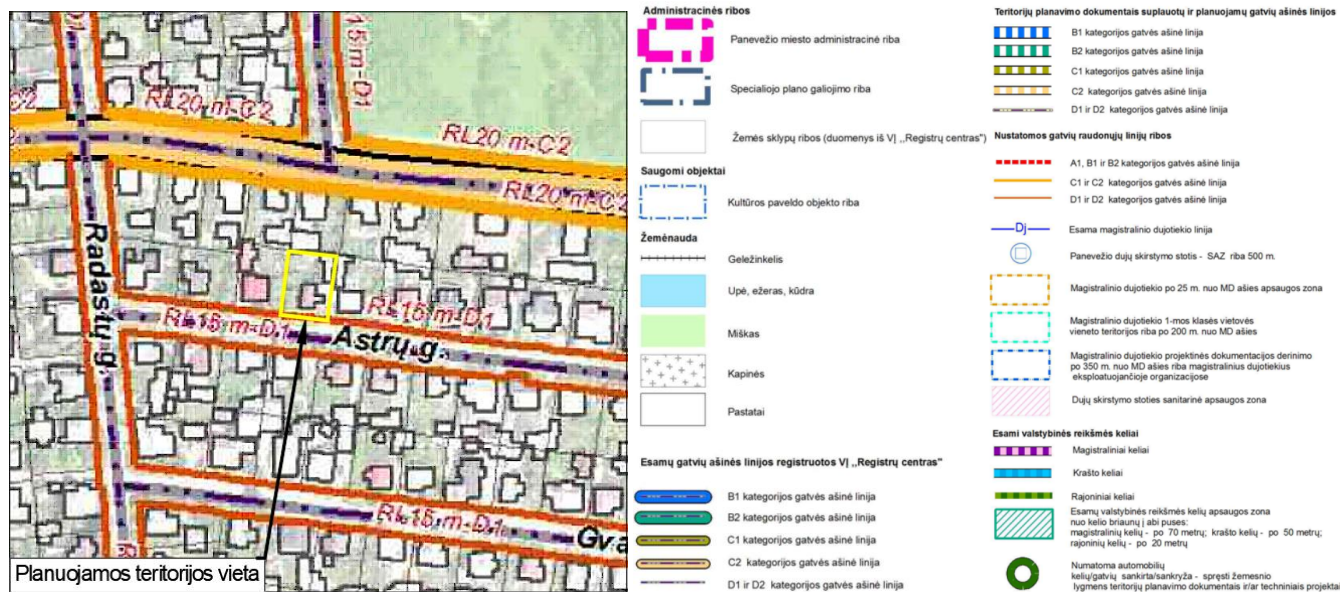 15 m-D1
C2
RL20 m-C2
RL20 m-C2
RL20 m-C2
Radastų g.
RL15 m-D1
RL15 m-D1
Astrų g.
RL15 m-D1
Gva
Planuojamos teritorijos vieta
Administracinės ribos
Panevėžio miesto administracinė riba
Specialiojo plano galiojimo riba
Žemės sklypų ribos (duomenys iš VĮ ,,Registrų centras")
Saugomi objektai
Kultūros paveldo objekto riba
Žemėnauda
Geležinkelis
Upė, ežeras, kūdra
Miškas
Kapinės
Pastatai
Esamų gatvių ašinės linijos registruotos VĮ ,,Registrų centras"
B1 kategorijos gatvės ašinė linija
B2 kategorijos gatvės ašinė linija
C1 kategorijos gatvės ašinė linija
C2 kategorijos gatvės ašinė linija
D1 ir D2 kategorijos gatvės ašinė linija
Teritorijų planavimo dokumentais suplauotų ir planuojamų gatvių ašinės linijos
B1 kategorijos gatvės ašinė linija
B2 kategorijos gatvės ašinė linija
C1 kategorijos gatvės ašinė linija
C2 kategorijos gatvės ašinė linija
D1 ir D2 kategorijos gatvės ašinė linija
Nustatomos gatvių raudonųjų linijų ribos
A1, B1 ir B2 kategorijos gatvės ašinė linija
C1 ir C2 kategorijos gatvės ašinė linija
D1 ir D2 kategorijos gatvės ašinė linija
Dj
Esama magistralinio dujotiekio linija
Panevėžio dujų skirstymo stotis - SAZ riba 500 m.
Magistralinio dujotiekio po 25 m. nuo MD ašies apsaugos zona
Magistralinio dujotiekio 1-mos klasės vietovės
vieneto teritorijos riba po 200 m. nuo MD ašies
Magistralinio dujotiekio projektinės dokumentacijos derinimo
po 350 m. nuo MD ašies riba magistralinius dujotiekius
eksploatuojančioje organizacijose
Dujų skirstymo stoties sanitarinė apsaugos zona
Esami valstybinės reikšmės keliai
Magistraliniai keliai
Krašto keliai
Rajoniniai keliai
Esamų valstybinės reikšmės kelių apsaugos zona
nuo kelio briaunų į abi puses:
magistralinių kelių - po 70 metrų; krašto kelių - po 50 metrų;
rajoninių kelių - po 20 metrų
Numatoma automobilių
kelių/gatvių sankirta/sankryža - spręsti žemesnio
lygmens teritorijų planavimo dokumentais ir/ar techniniais projektai